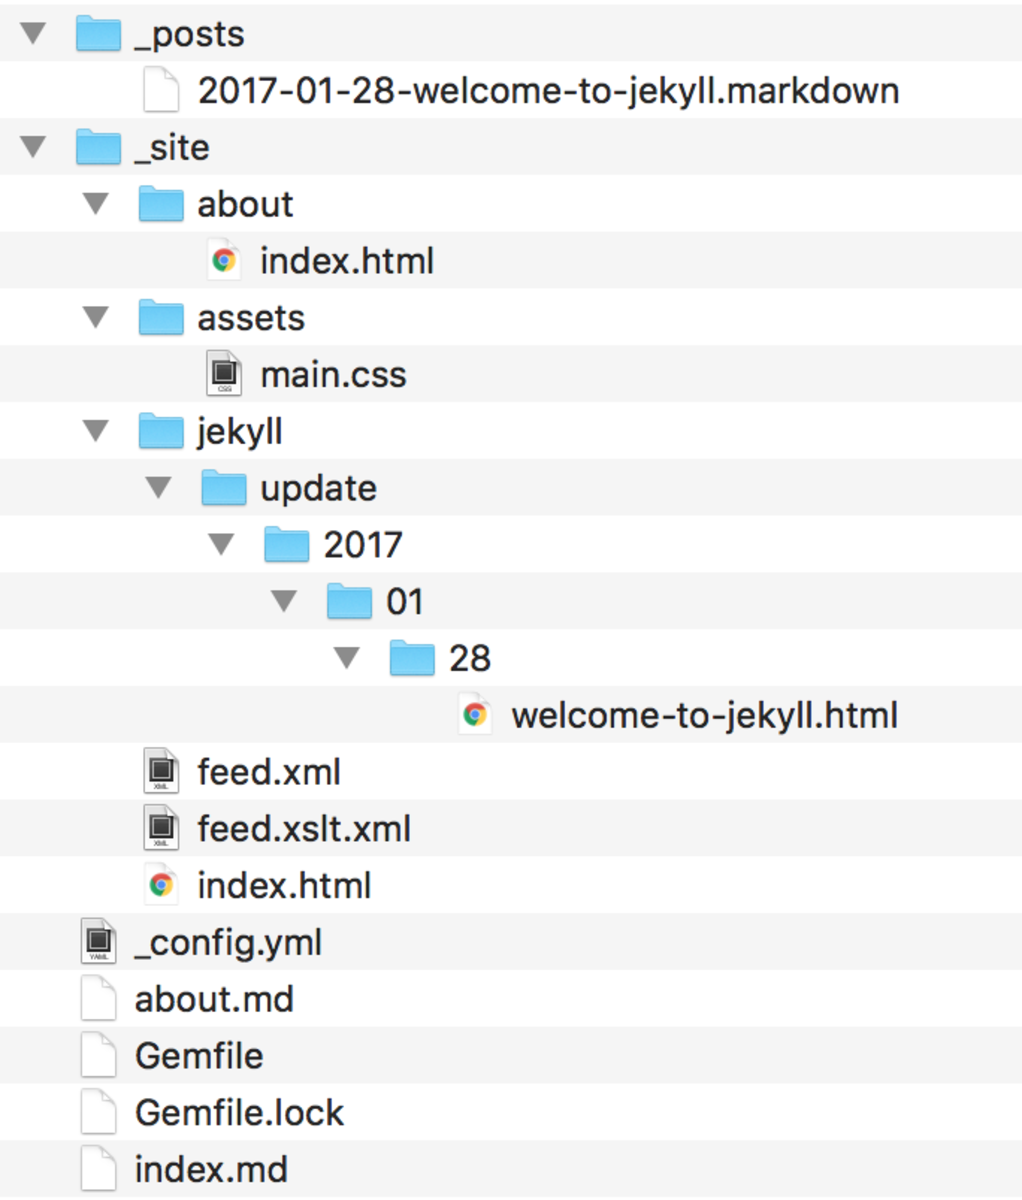 _posts
2017-01-28-welcome-to-jekyll.markdown
_site
about
index.html
assets
main.css
CSS
jekyll
update
2017
01
28
welcome-to-jekyll.html
feed.xml
XML
feed.xslt.xml
XML
index.html
_config.yml
YAML
about.md
Gemfile
Gemfile.lock
index.md